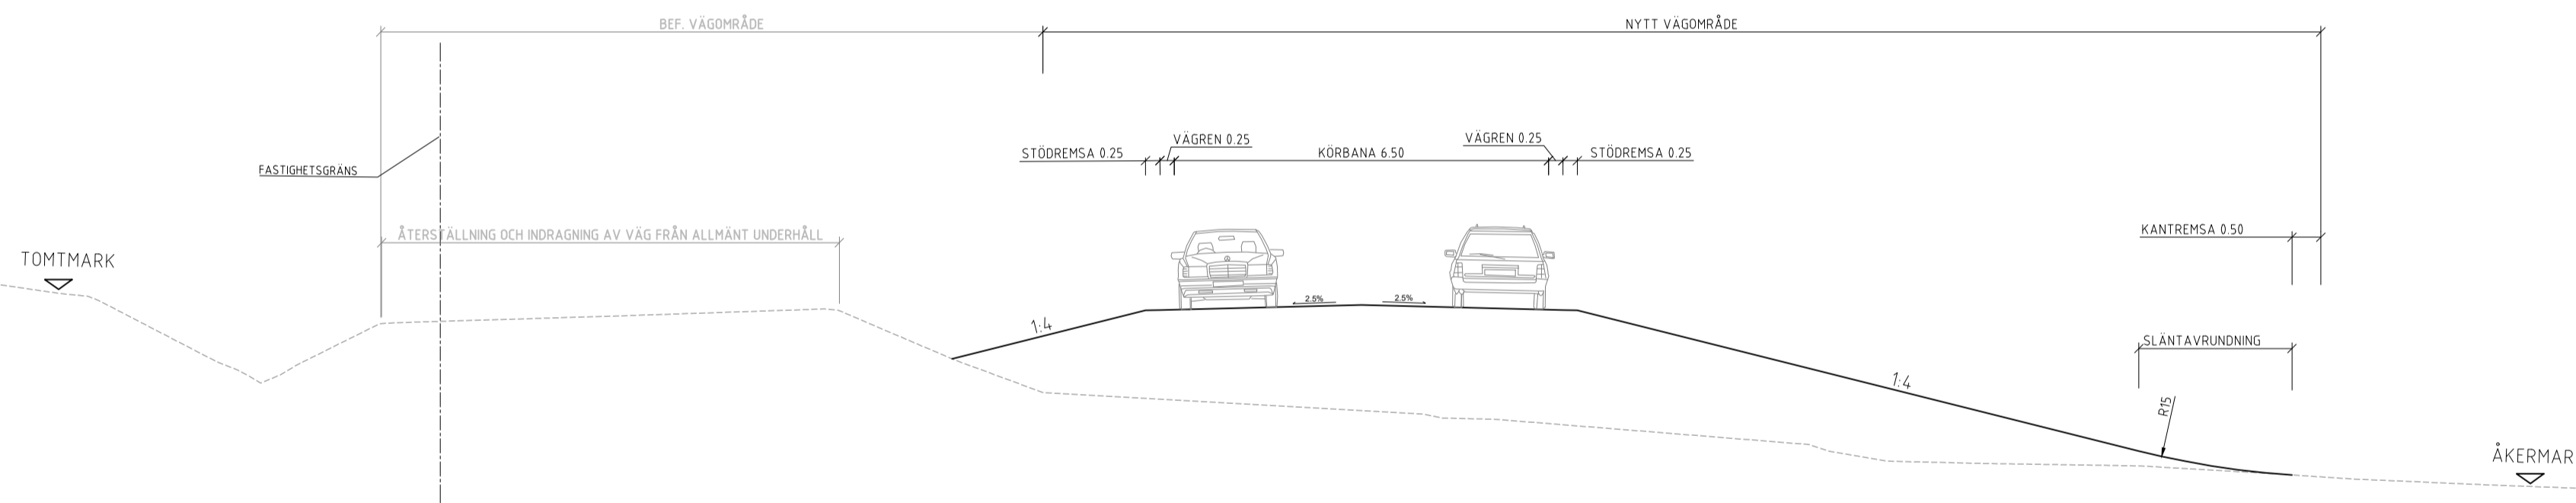 BEF. VÄGOMRÅDE
NYTT VÄGOMRÅDE
VÄGREN 0.25
VÄGREN 0.25
STÖDREMSA 0.25
KÖRBANA 6.50
STÖDREMSA 0.25
FASTIGHETSGRÄNS
ÅTERSTÄLLNING OCH INDRAGNING AV VÄG FRÅN ALLMÄNT UNDERHÅLL
KANTREMSA 0.50
TOMTMARK
2.5%
2.5%
1:4
SLÄNTAVRUNDNING
1:4
R15
ÅKERMAR